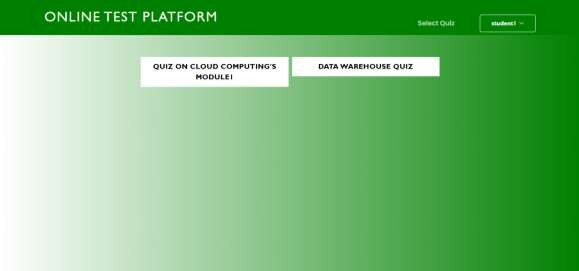 ONLINE TEST PLATFORM
Select Quiz
student1
QUIZ ON CLOUD COMPUTING'S
MODULE1
DATA WAREHOUSE QUIZ